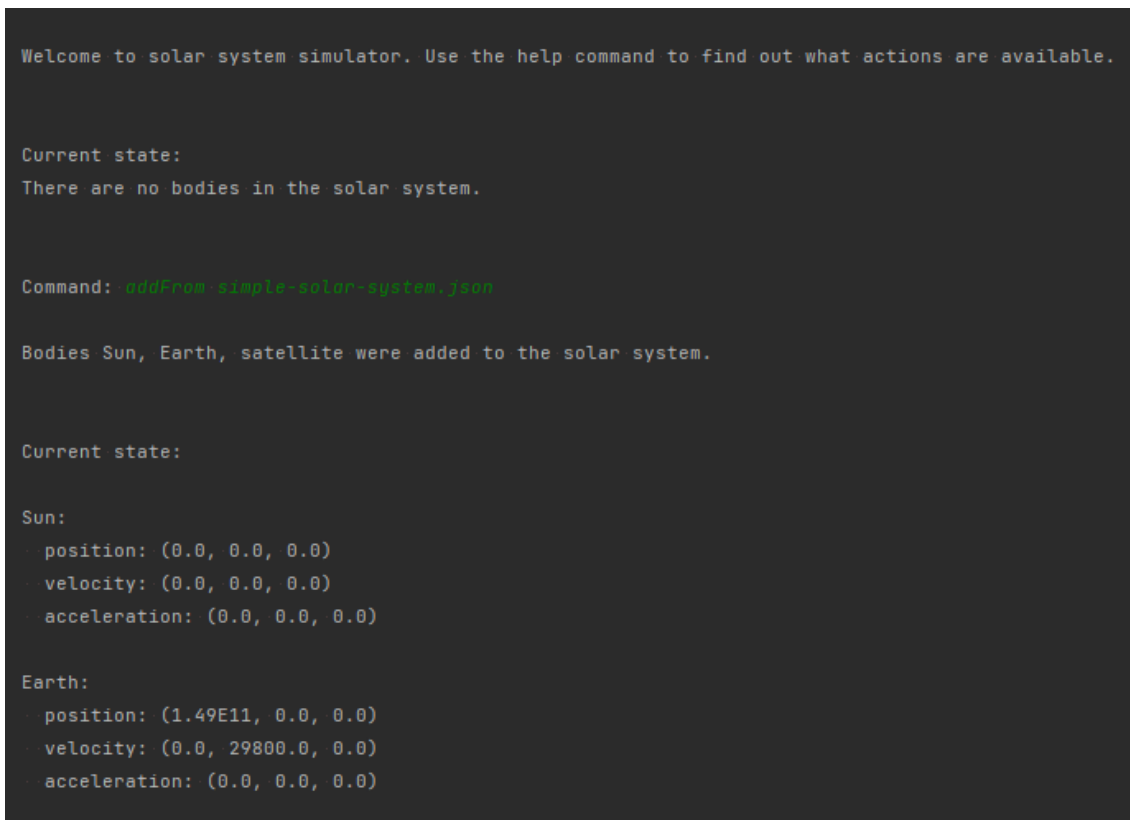 Welcome to solar system simulator. Use the help command to find out what actions are available.
Current state:
There are no bodies in the solar system.
Command: addFrom simple-solar-system.json
Bodies Sun, Earth, satellite were added to the solar system.
Current state:
Sun:
position: (0.0, 0.0, 0.0)
velocity: (0.0, 0.0, 0.0)
acceleration: (0.0, 0.0, 0.0)
Earth:
position: (1.49E11, 0.0, 0.0)
velocity: (0.0, 29800.0, 0.0)
acceleration: (0.0, 0.0, 0.0)